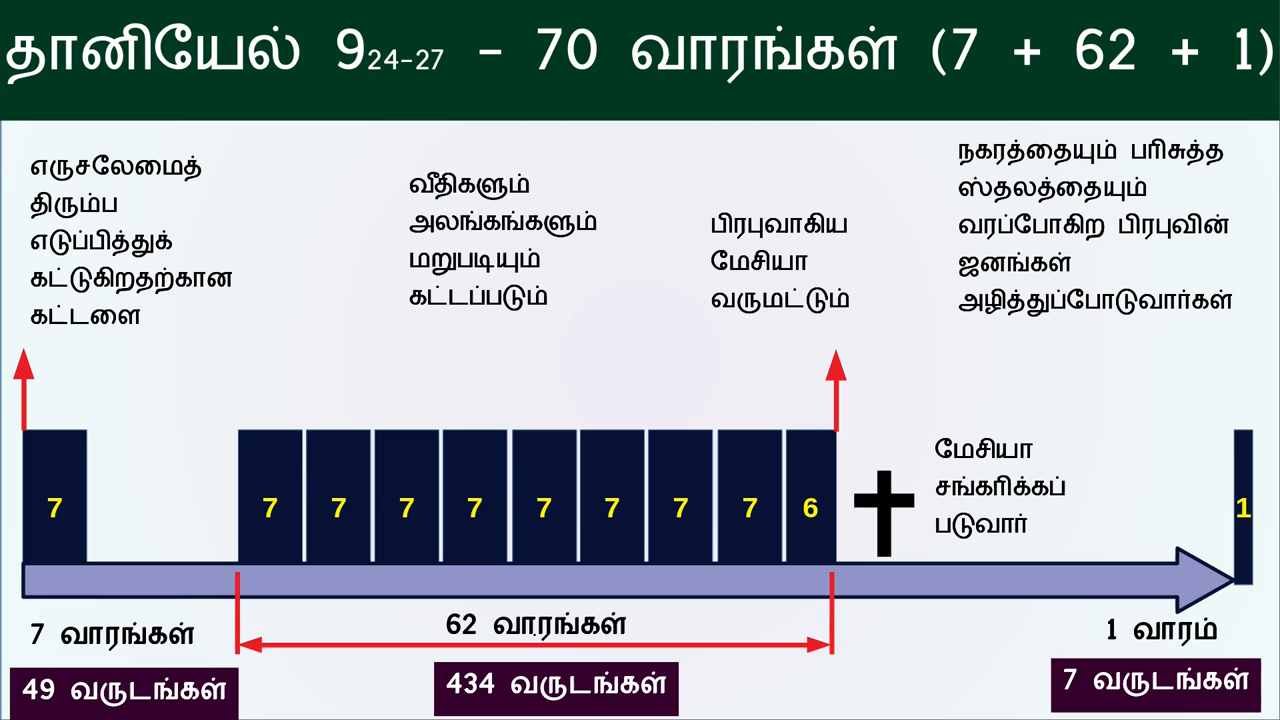 தானியேல் 9 24-27 - 70 வாரங்கள் (7 + 62 + 1)
எருசலேமைத்
திரும்ப
எடுப்பித்துக்
கட்டுகிறதற்கான
கட்டளை
வீதிகளும்
அலங்கங்களும்
மறுபடியும்
கட்டப்படும்
பிரபுவாகிய
மேசியா
வருமட்டும்
நகரத்தையும் பரிசுத்த
ஸ்தலத்தையும்
வரப்போகிற பிரபுவின்
ஜனங்கள்
அழித்துப்போடுவார்கள்
7 7 7 7 7 7 7 7 7 6
மேசியா
சங்கரிக்கப்
படுவார்
1
7 வாரங்கள்
62 வாரங்கள்
1 வாரம்
49 வருடங்கள்
434 வருடங்கள்
7 வருடங்கள்